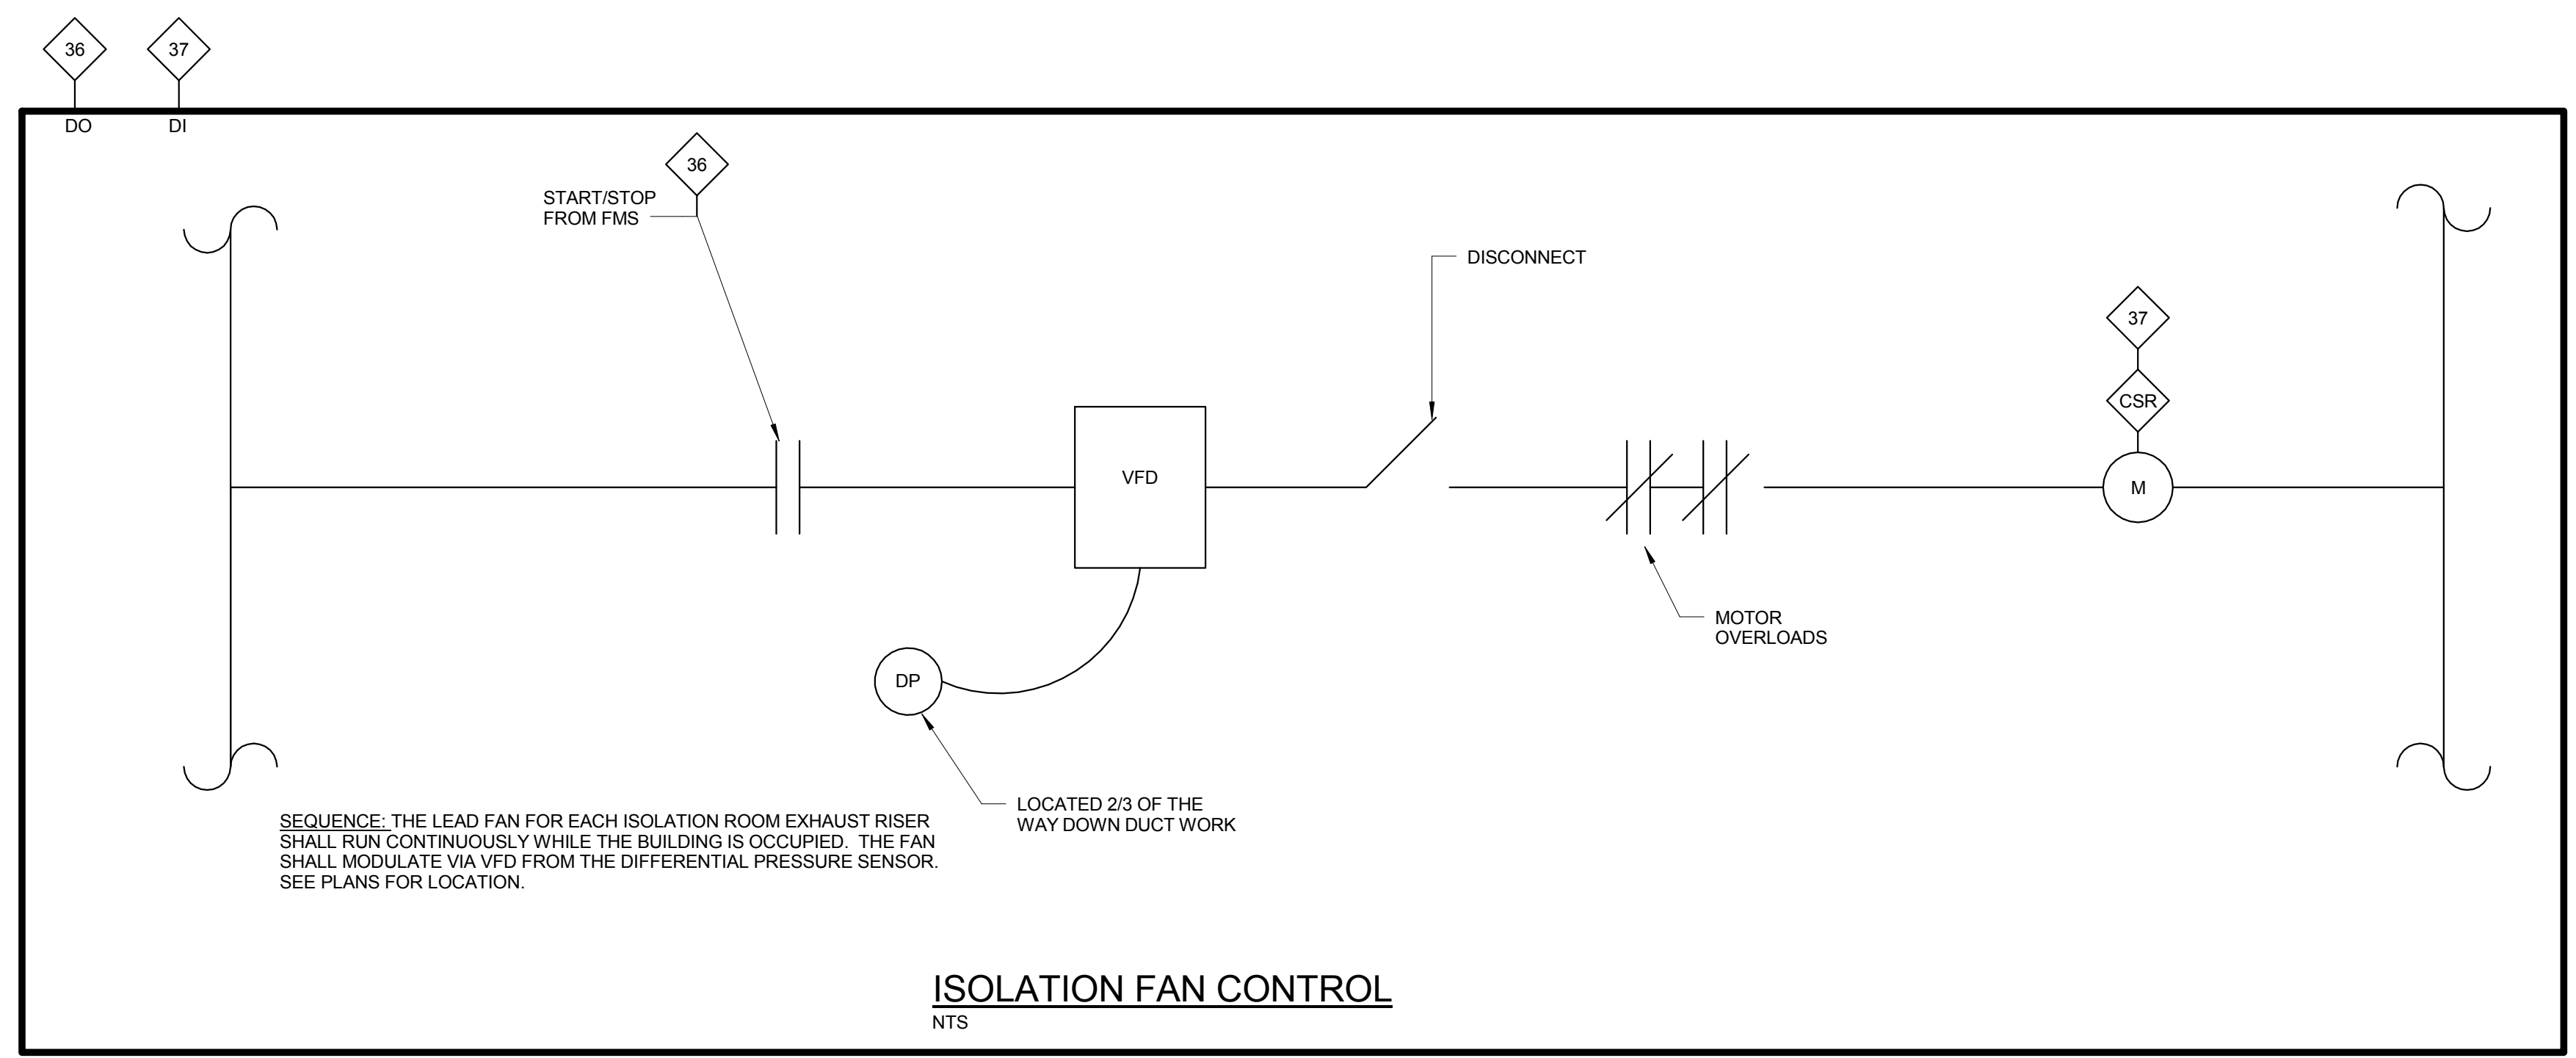 36
37
DO
DI
36
START/STOP
FROM FMS
DISCONNECT
37
CSR
VFD
M
MOTOR
OVERLOADS
DP
LOCATED 2/3 OF THE
WAY DOWN DUCT WORK
SEQUENCE: THE LEAD FAN FOR EACH ISOLATION ROOM EXHAUST RISER
SHALL RUN CONTINUOUSLY WHILE THE BUILDING IS OCCUPIED. THE FAN
SHALL MODULATE VIA VFD FROM THE DIFFERENTIAL PRESSURE SENSOR.
SEE PLANS FOR LOCATION.
ISOLATION FAN CONTROL
NTS